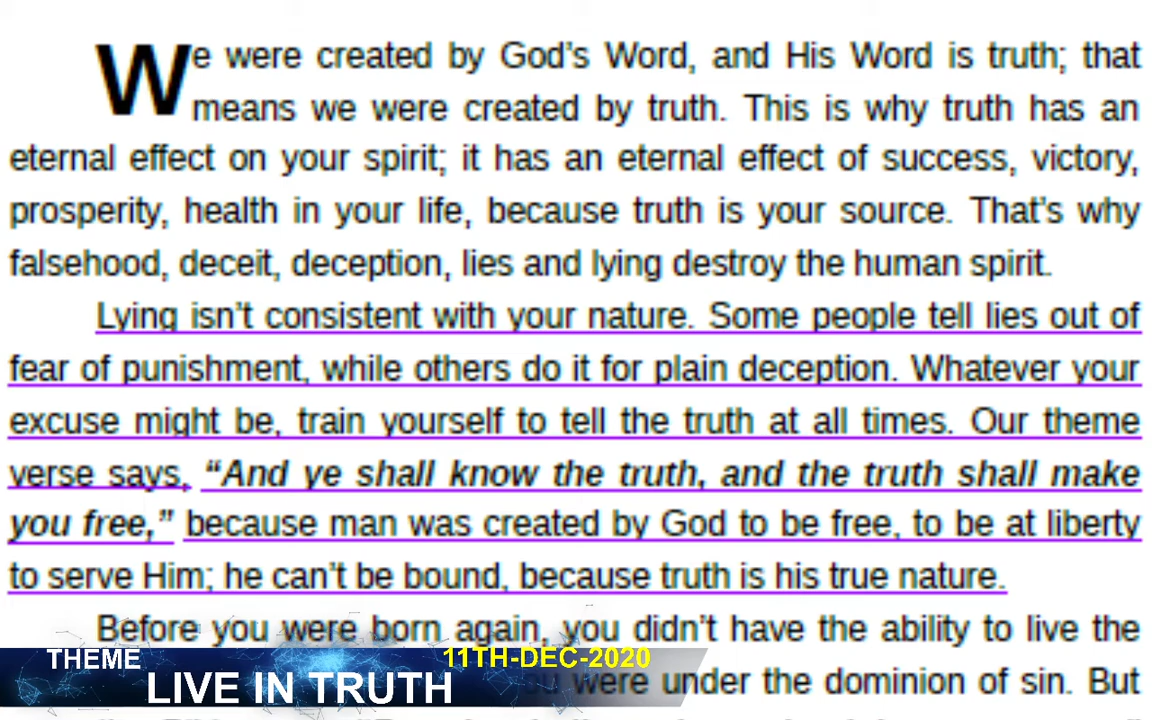 We were created by God's Word, and His Word is truth; that
means we were created by truth. This is why truth has an
eternal effect on your spirit; it has an eternal effect of success, victory,
prosperity, health in your life, because truth is your source. That's why
falsehood, deceit, deception, lies and lying destroy the human spirit.
Lying isn't consistent with your nature. Some people tell lies out of
fear of punishment, while others do it for plain deception. Whatever your
excuse might be, train yourself to tell the truth at all times. Our theme
verse says, “And ye shall know the truth, and the truth shall make
you free,” because man was created by God to be free, to be at liberty
to serve Him; he can't be bound, because truth is his true nature.
Before you were born again, you didn't have the ability to live the
were under the dominion of sin. But
THEME
11TH-DEC-2020
LIVE IN TRUTH